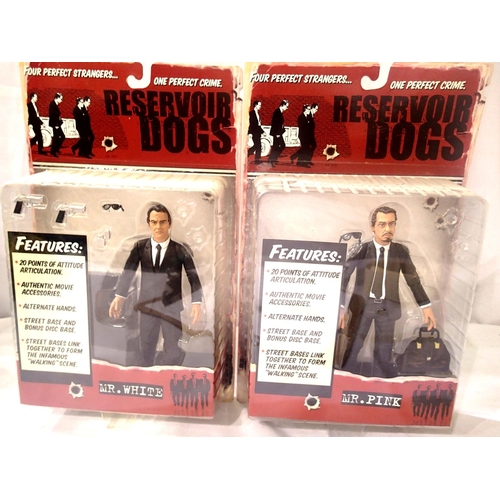 FOUR PERFECT STRANGERS...
ONE PERFECT CRIME.
RESERVOIR
DOGS
FEATURES:
• 20 POINTS OF ATTITUDE
ARTICULATION.
• AUTHENTIC MOVIE
ACCESSORIES.
• ALTERNATE HANDS.
• STREET BASE AND
BONUS DISC BASE.
• STREET BASES LINK
TOGETHER TO FORM
THE INFAMOUS
"WALKING" SCENE.
MR. WHITE
FOUR PERFECT STRANGERS...
ONE PERFECT CRIME.
RESERVOIR
DOGS
FEATURES:
• 20 POINTS OF ATTITUDE
ARTICULATION.
• AUTHENTIC MOVIE
ACCESSORIES.
• ALTERNATE HANDS.
• STREET BASE AND
BONUS DISC BASE.
• STREET BASES LINK
TOGETHER TO FORM
THE INFAMOUS
"WALKING" SCENE.
MR. PINK